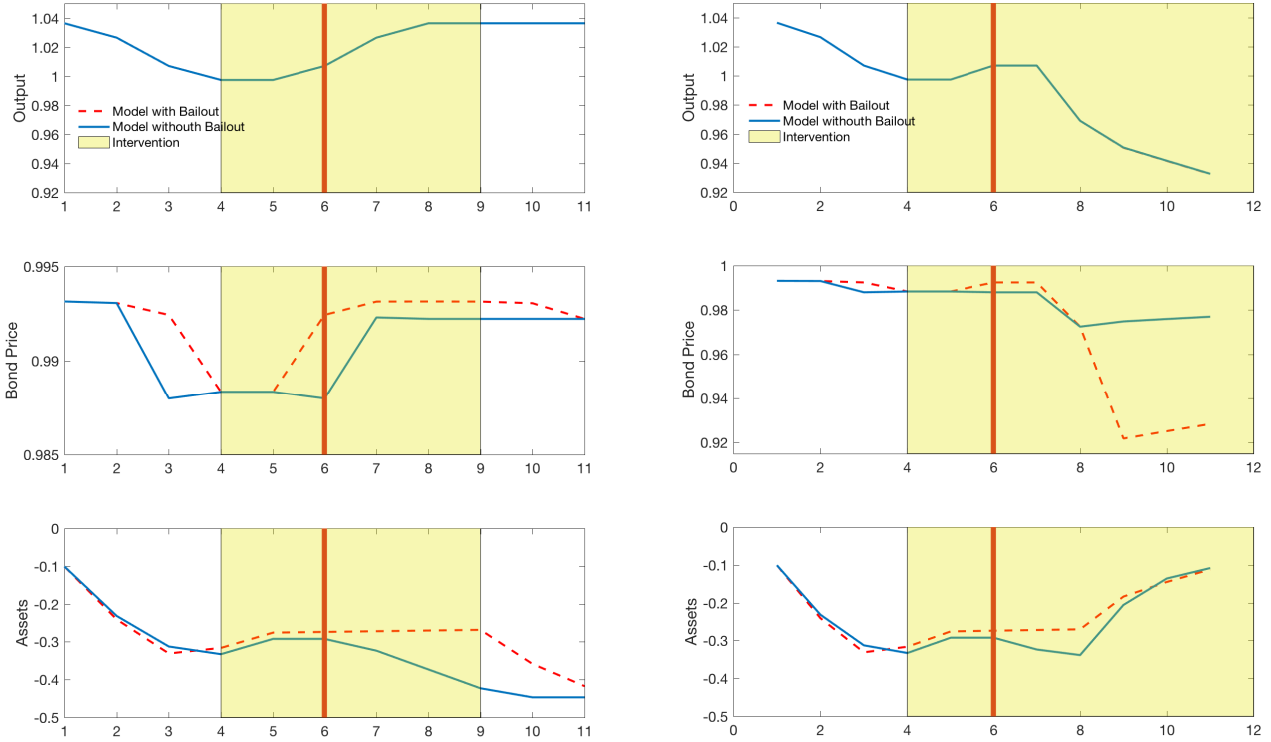 1.04
1.02
1
0.98
0.96
0.94
0.92
Output
Model with Bailout
Model withouth Bailout
Intervention
1 2 3 4 5 6 7 8 9 10 11
1.04
1.02
1
0.98
0.96
0.94
0.92
Output
Model with Bailout
Model withouth Bailout
Intervention
0 2 4 6 8 10 12
0.995
0.99
0.985
Bond Price
1 2 3 4 5 6 7 8 9 10 11
1
0.98
0.96
0.94
0.92
Bond Price
0 2 4 6 8 10 12
0
-0.1
-0.2
-0.3
-0.4
-0.5
Assets
1 2 3 4 5 6 7 8 9 10 11
0
-0.1
-0.2
-0.3
-0.4
-0.5
Assets
0 2 4 6 8 10 12